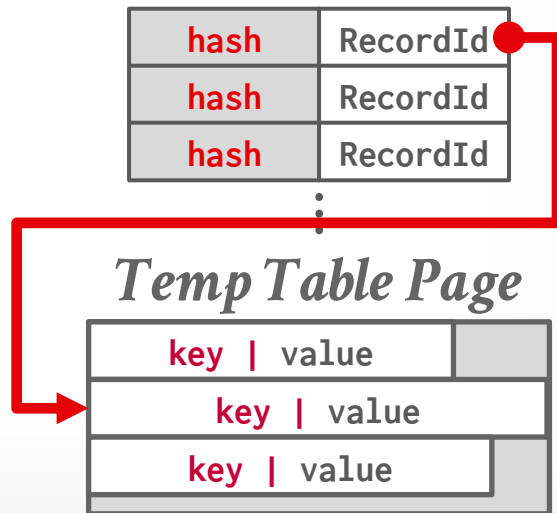 hash RecordId
hash RecordId
hash RecordId
Temp Table Page
key | value
key | value
key | value